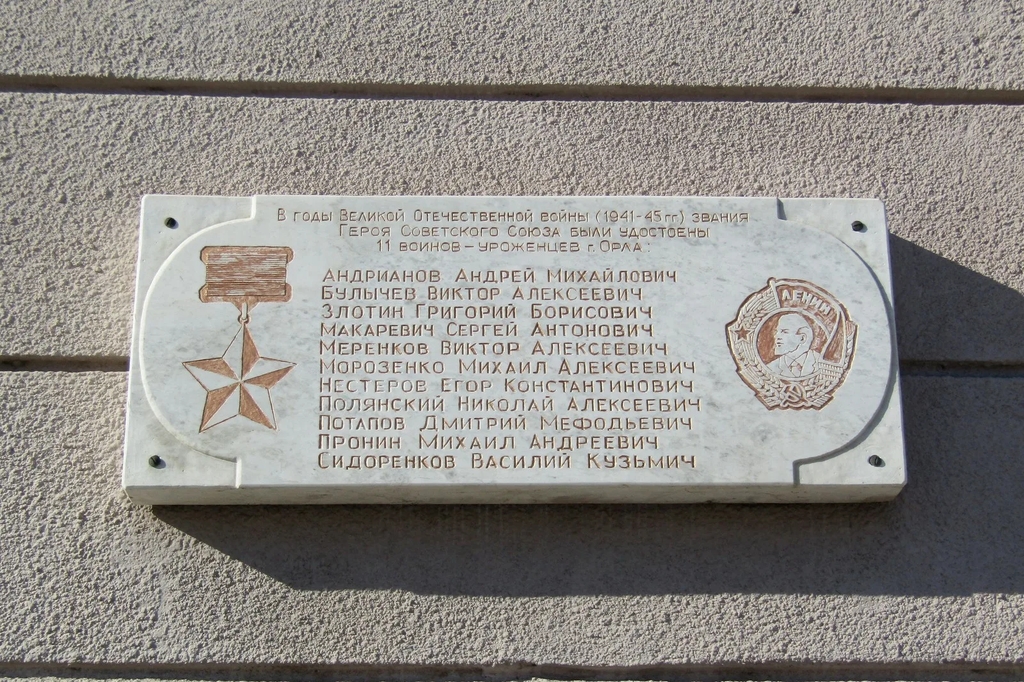 В годы Великой Отечественной войны (1941-45гг) звания
Героя Советского Союза были удостоены
11 воинов-уроженцев г.Орла:
Андрианов Андрей Михайлович
Булычев Виктор Алексеевич
Злотин Григорий Борисович
Макаревич Сергей Антонович
Меренков Виктор Алексеевич
Морозенко Михаил Алексеевич
Нестеров Егор Константинович
Полянский Николай Алексеевич
Потапов Дмитрий Мефодьевич
Пронин Михаил Андреевич
Сидоренков Василий Кузьмич
ЛЕНИН